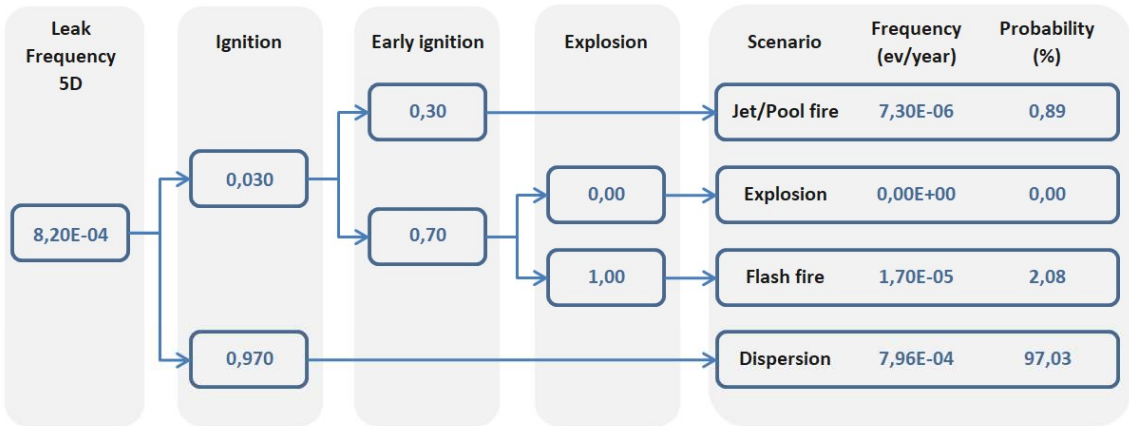 Leak
Frequency
5D
Ignition
Early ignition
Explosion
Scenario
Frequency
(ev/year)
Probability
(%)
8,20E-04
0,030
0,970
0,30
0,70
0,00
1,00
Jet/Pool fire 7,30E-06 0,89
Explosion 0,00E+00 0,00
Flash fire 1,70E-05 2,08
Dispersion 7,96E-04 97,03